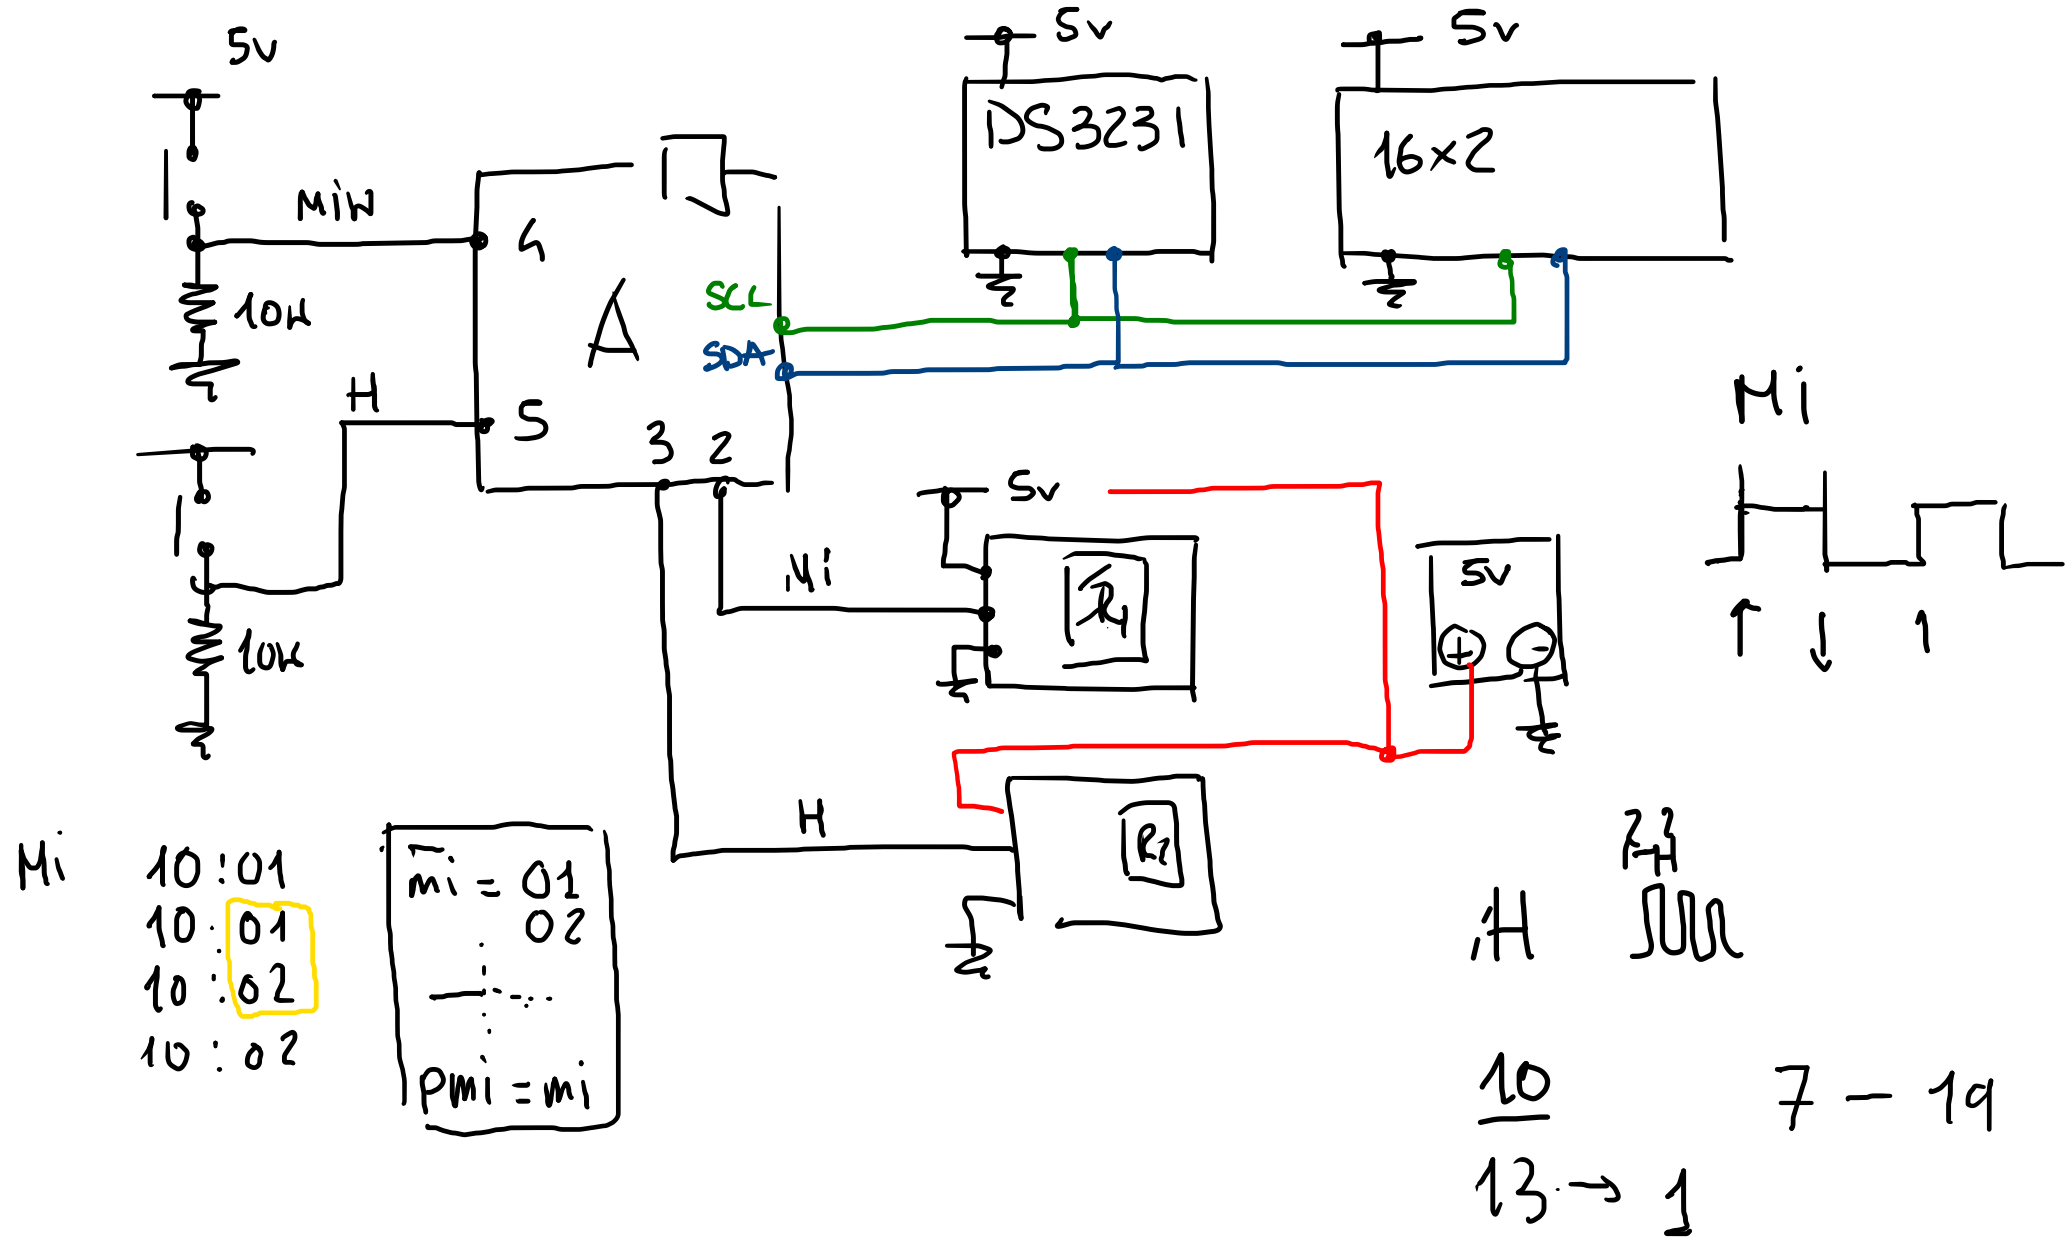 5v
5v
5v
DS3231
16x2
MiN
4
10K
A
SCL
SDA
H
5
3 2
Mi
5v
5v
Mi
R1
+ -
10K
H
R2
Mi
10:01
10:01
10:02
10:02
mi = 01
02
pmi = mi
H
10
7 - 19
13 → 1